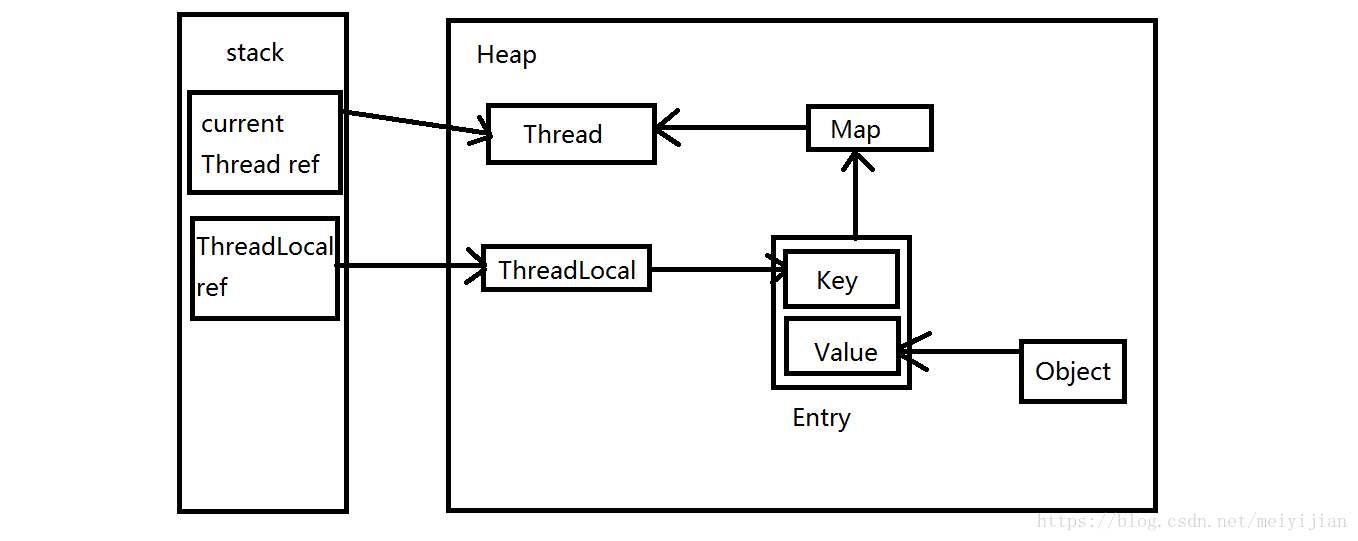 stack
current
Thread ref
ThreadLocal
ref
Heap
Thread
Map
ThreadLocal
Key
Value
Entry
Object
https://blog.csdn.net/meiyijian